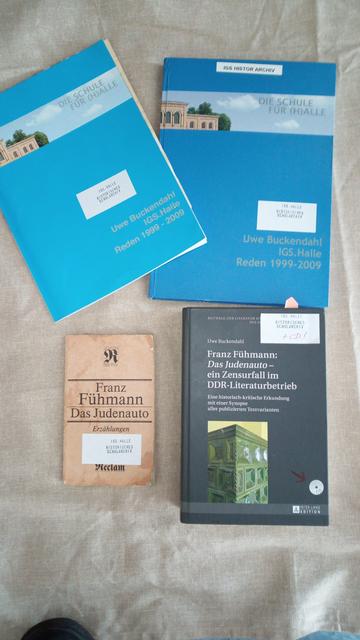 DIE SCHULE
FÜR (H)ALLE
IGS.HALLE
HISTORISCHES
SCHULARCHIV
Uwe Buckendahl
IGS.Halle
Reden 1999 - 2009
IGS HISTOR ARCHIV
DIE SCHULE
FÜR (H)ALLE
IGS.HALLE
HISTORISCHES
SCHULARCHIV
Uwe Buckendahl
IGS.Halle
Reden 1999-2009
R
Franz
Fühmann
Das Judenauto
Erzählungen
IGS.HALLE
HISTORISCHES
SCHULARCHIV
Reclam
IGS.HALLE
HISTORISCHES
SCHULARCHIV
+CD!
Uwe Buckendahl
Franz Fühmann:
Das Judenauto –
ein Zensurfall im
DDR-Literaturbetrieb
Eine historisch-kritische Erkundung
mit einer Synopse
aller publizierten Textvarianten
PETER LANG
EDITION